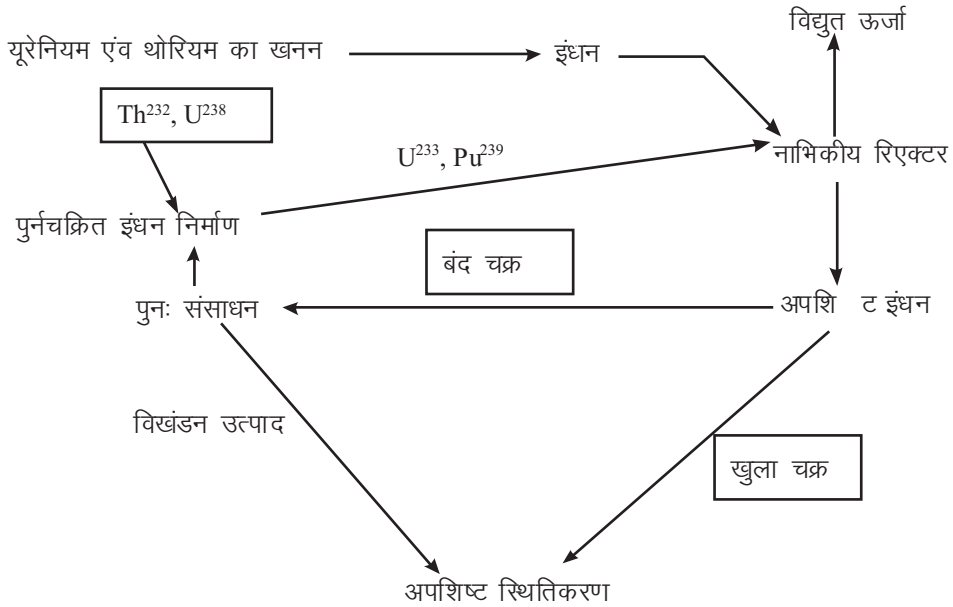 विद्युत ऊर्जा
यूरेनियम एंव थोरियम का खनन
इंधन
Th²³², U²³⁸
U²³³, Pu²³⁹
नाभिकीय रिएक्टर
पुर्नचक्रित इंधन निर्माण
बंद चक्र
पुनः संसाधन
अपशि ट इंधन
विखंडन उत्पाद
खुला चक्र
अपशिष्ट स्थितिकरण